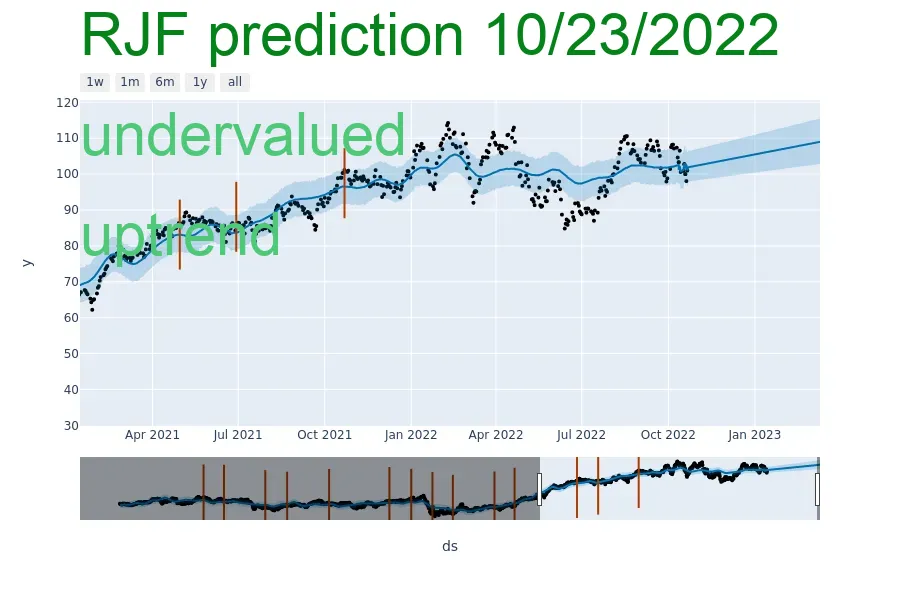 RJF prediction 10/23/2022
1w 1m 6m 1y all
120
undervalued
110
100
90
uptrend
80
y
70
60
50
40
30
Apr 2021 Jul 2021 Oct 2021 Jan 2022 Apr 2022 Jul 2022 Oct 2022 Jan 2023
ds